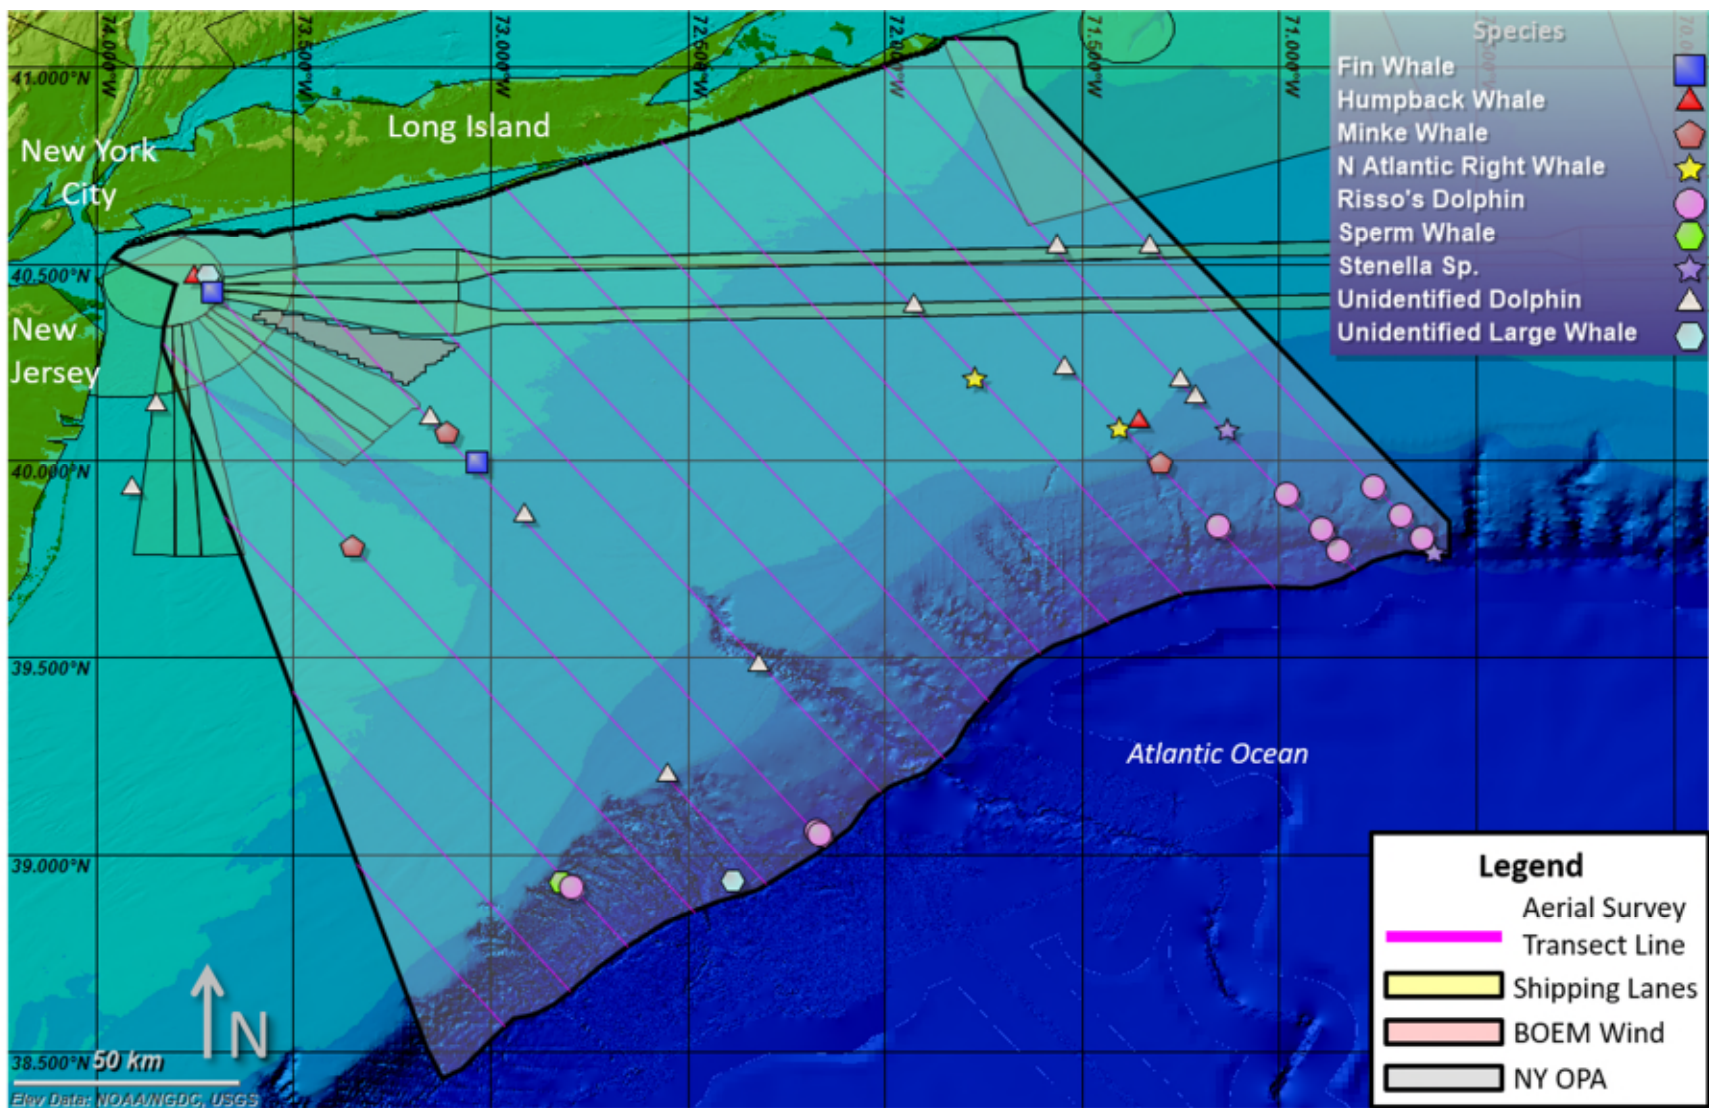 74.000°W
73.500°W
73.000°W
72.500°W
72.000°W
71.500°W
71.000°W
41.000°N
40.500°N
40.000°N
39.500°N
39.000°N
38.500°N
New York
City
Long Island
New
Jersey
Atlantic Ocean
Species
Fin Whale
Humpback Whale
Minke Whale
N Atlantic Right Whale
Risso's Dolphin
Sperm Whale
Stenella Sp.
Unidentified Dolphin
Unidentified Large Whale
Legend
Aerial Survey
Transect Line
Shipping Lanes
BOEM Wind
NY OPA
N
50 km
Elev Data: NOAA/NGDC, USGS